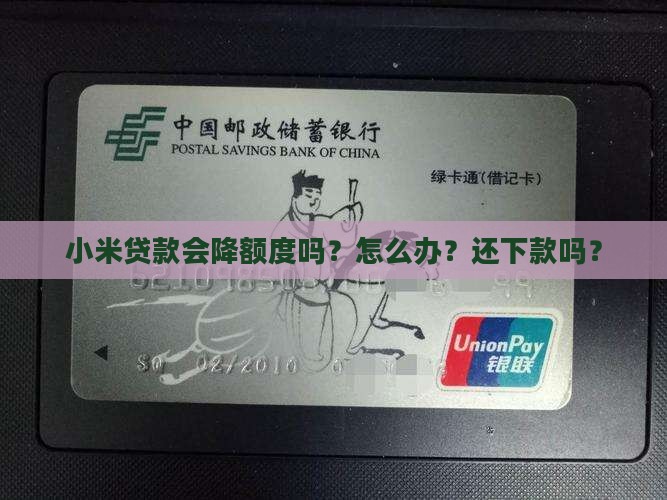 中国邮政储蓄银行
POSTAL SAVINGS BANK OF CHINA
绿卡通(借记卡)
小米贷款会降额度吗？怎么办？还下款吗？
UnionPay
银联
02/2010